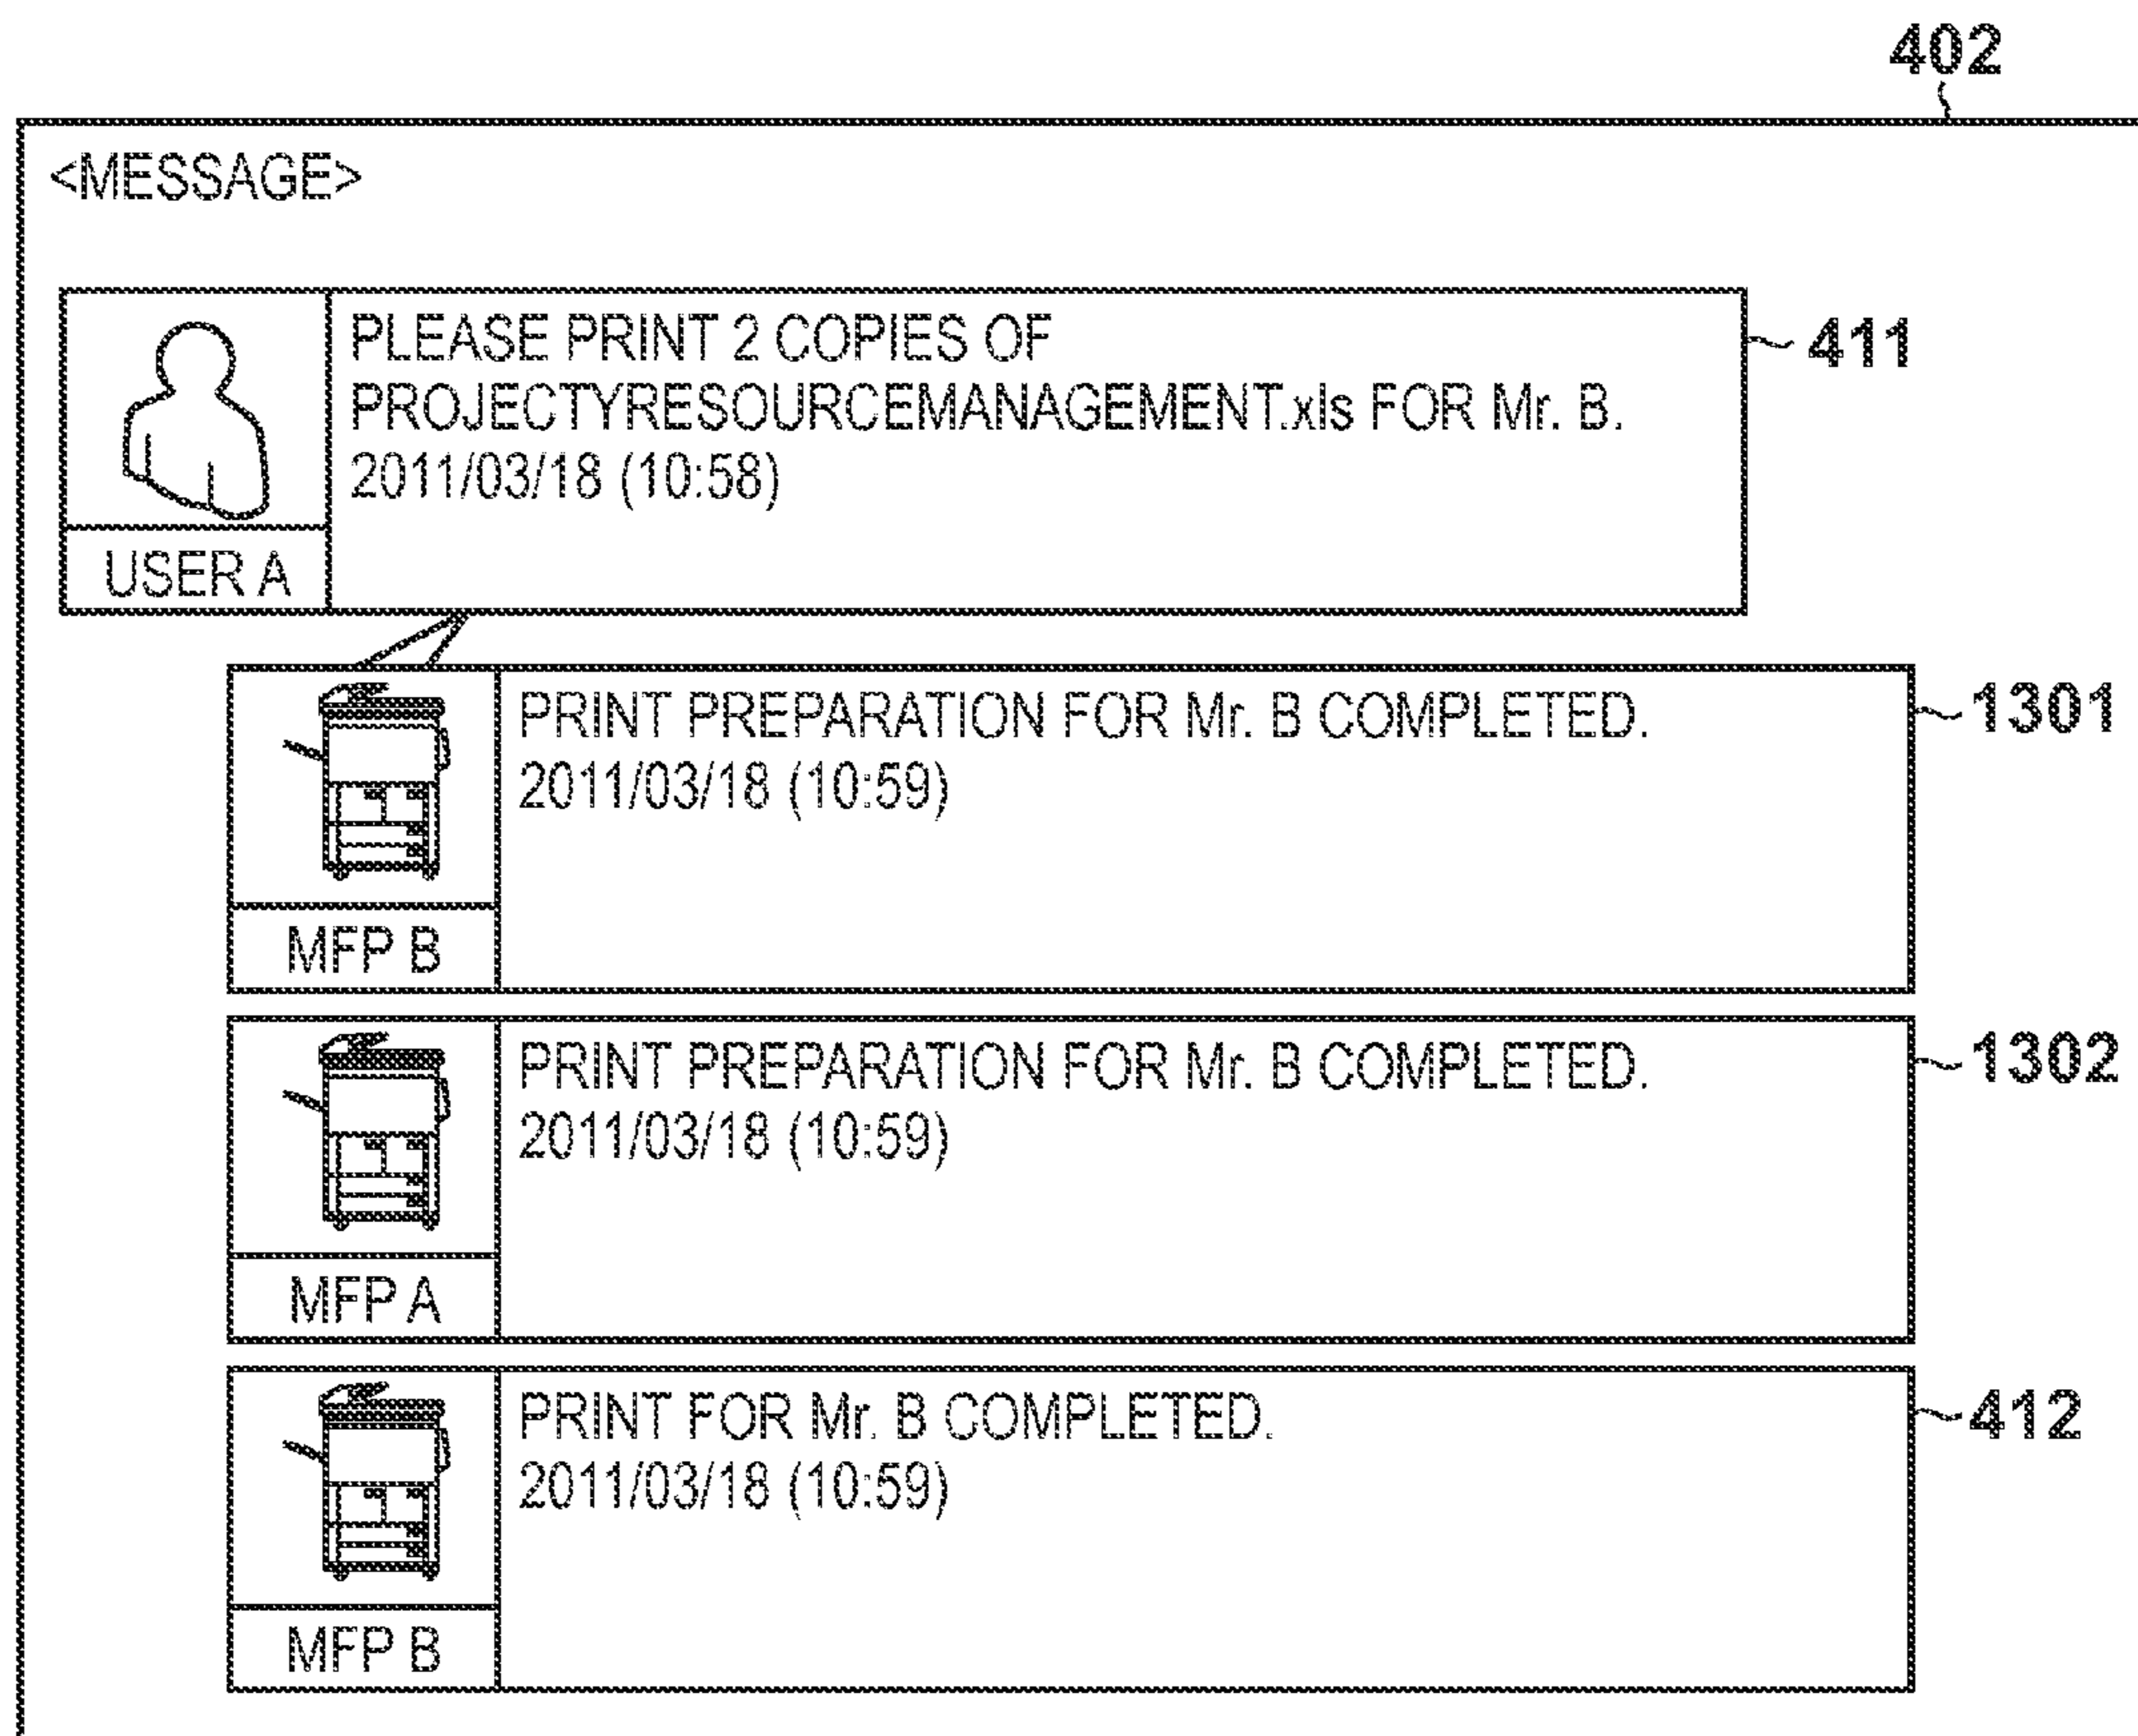 402
<MESSAGE>
PLEASE PRINT 2 COPIES OF
PROJECTYRESOURCEMANAGEMENT.xls FOR Mr. B.
2011/03/18 (10:58)
411
USER A
PRINT PREPARATION FOR Mr. B COMPLETED.
2011/03/18 (10:59)
1301
MFP B
PRINT PREPARATION FOR Mr. B COMPLETED.
2011/03/18 (10:59)
1302
MFP A
PRINT FOR Mr. B COMPLETED.
2011/03/18 (10:59)
412
MFP B